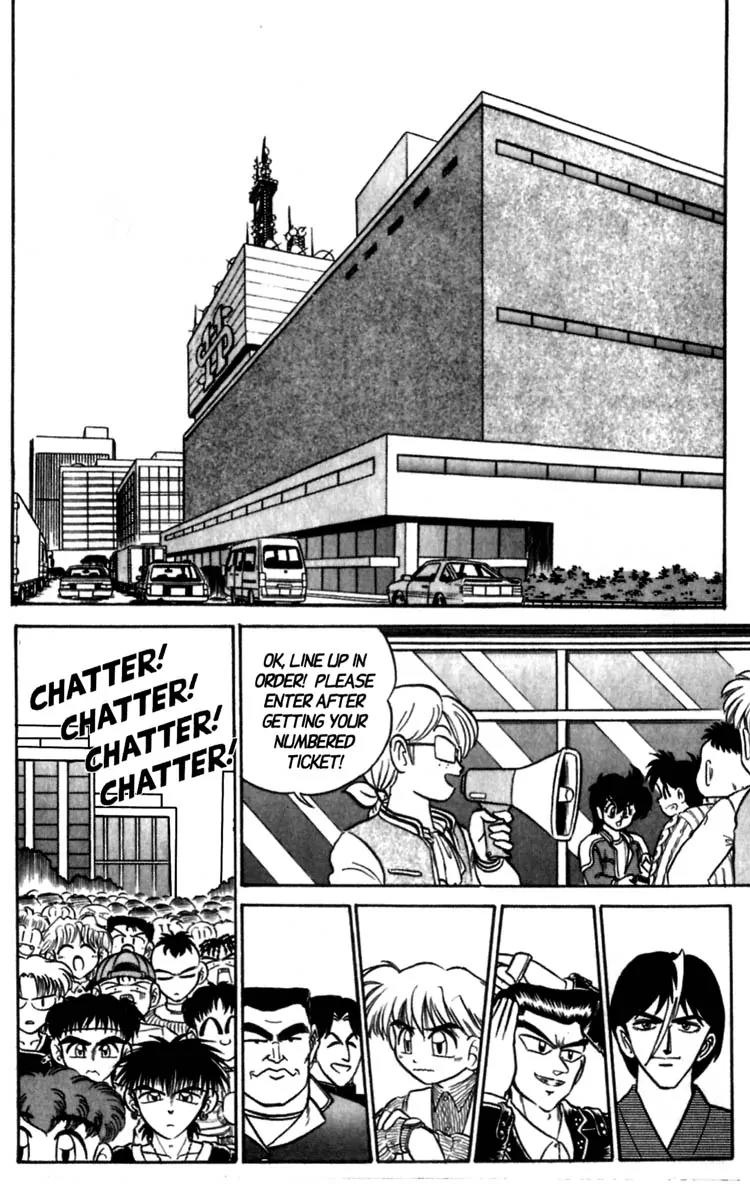 CHATTER!
CHATTER!
CHATTER!
CHATTER!
OK, LINE UP IN
ORDER! PLEASE
ENTER AFTER
GETTING YOUR
NUMBERED
TICKET!